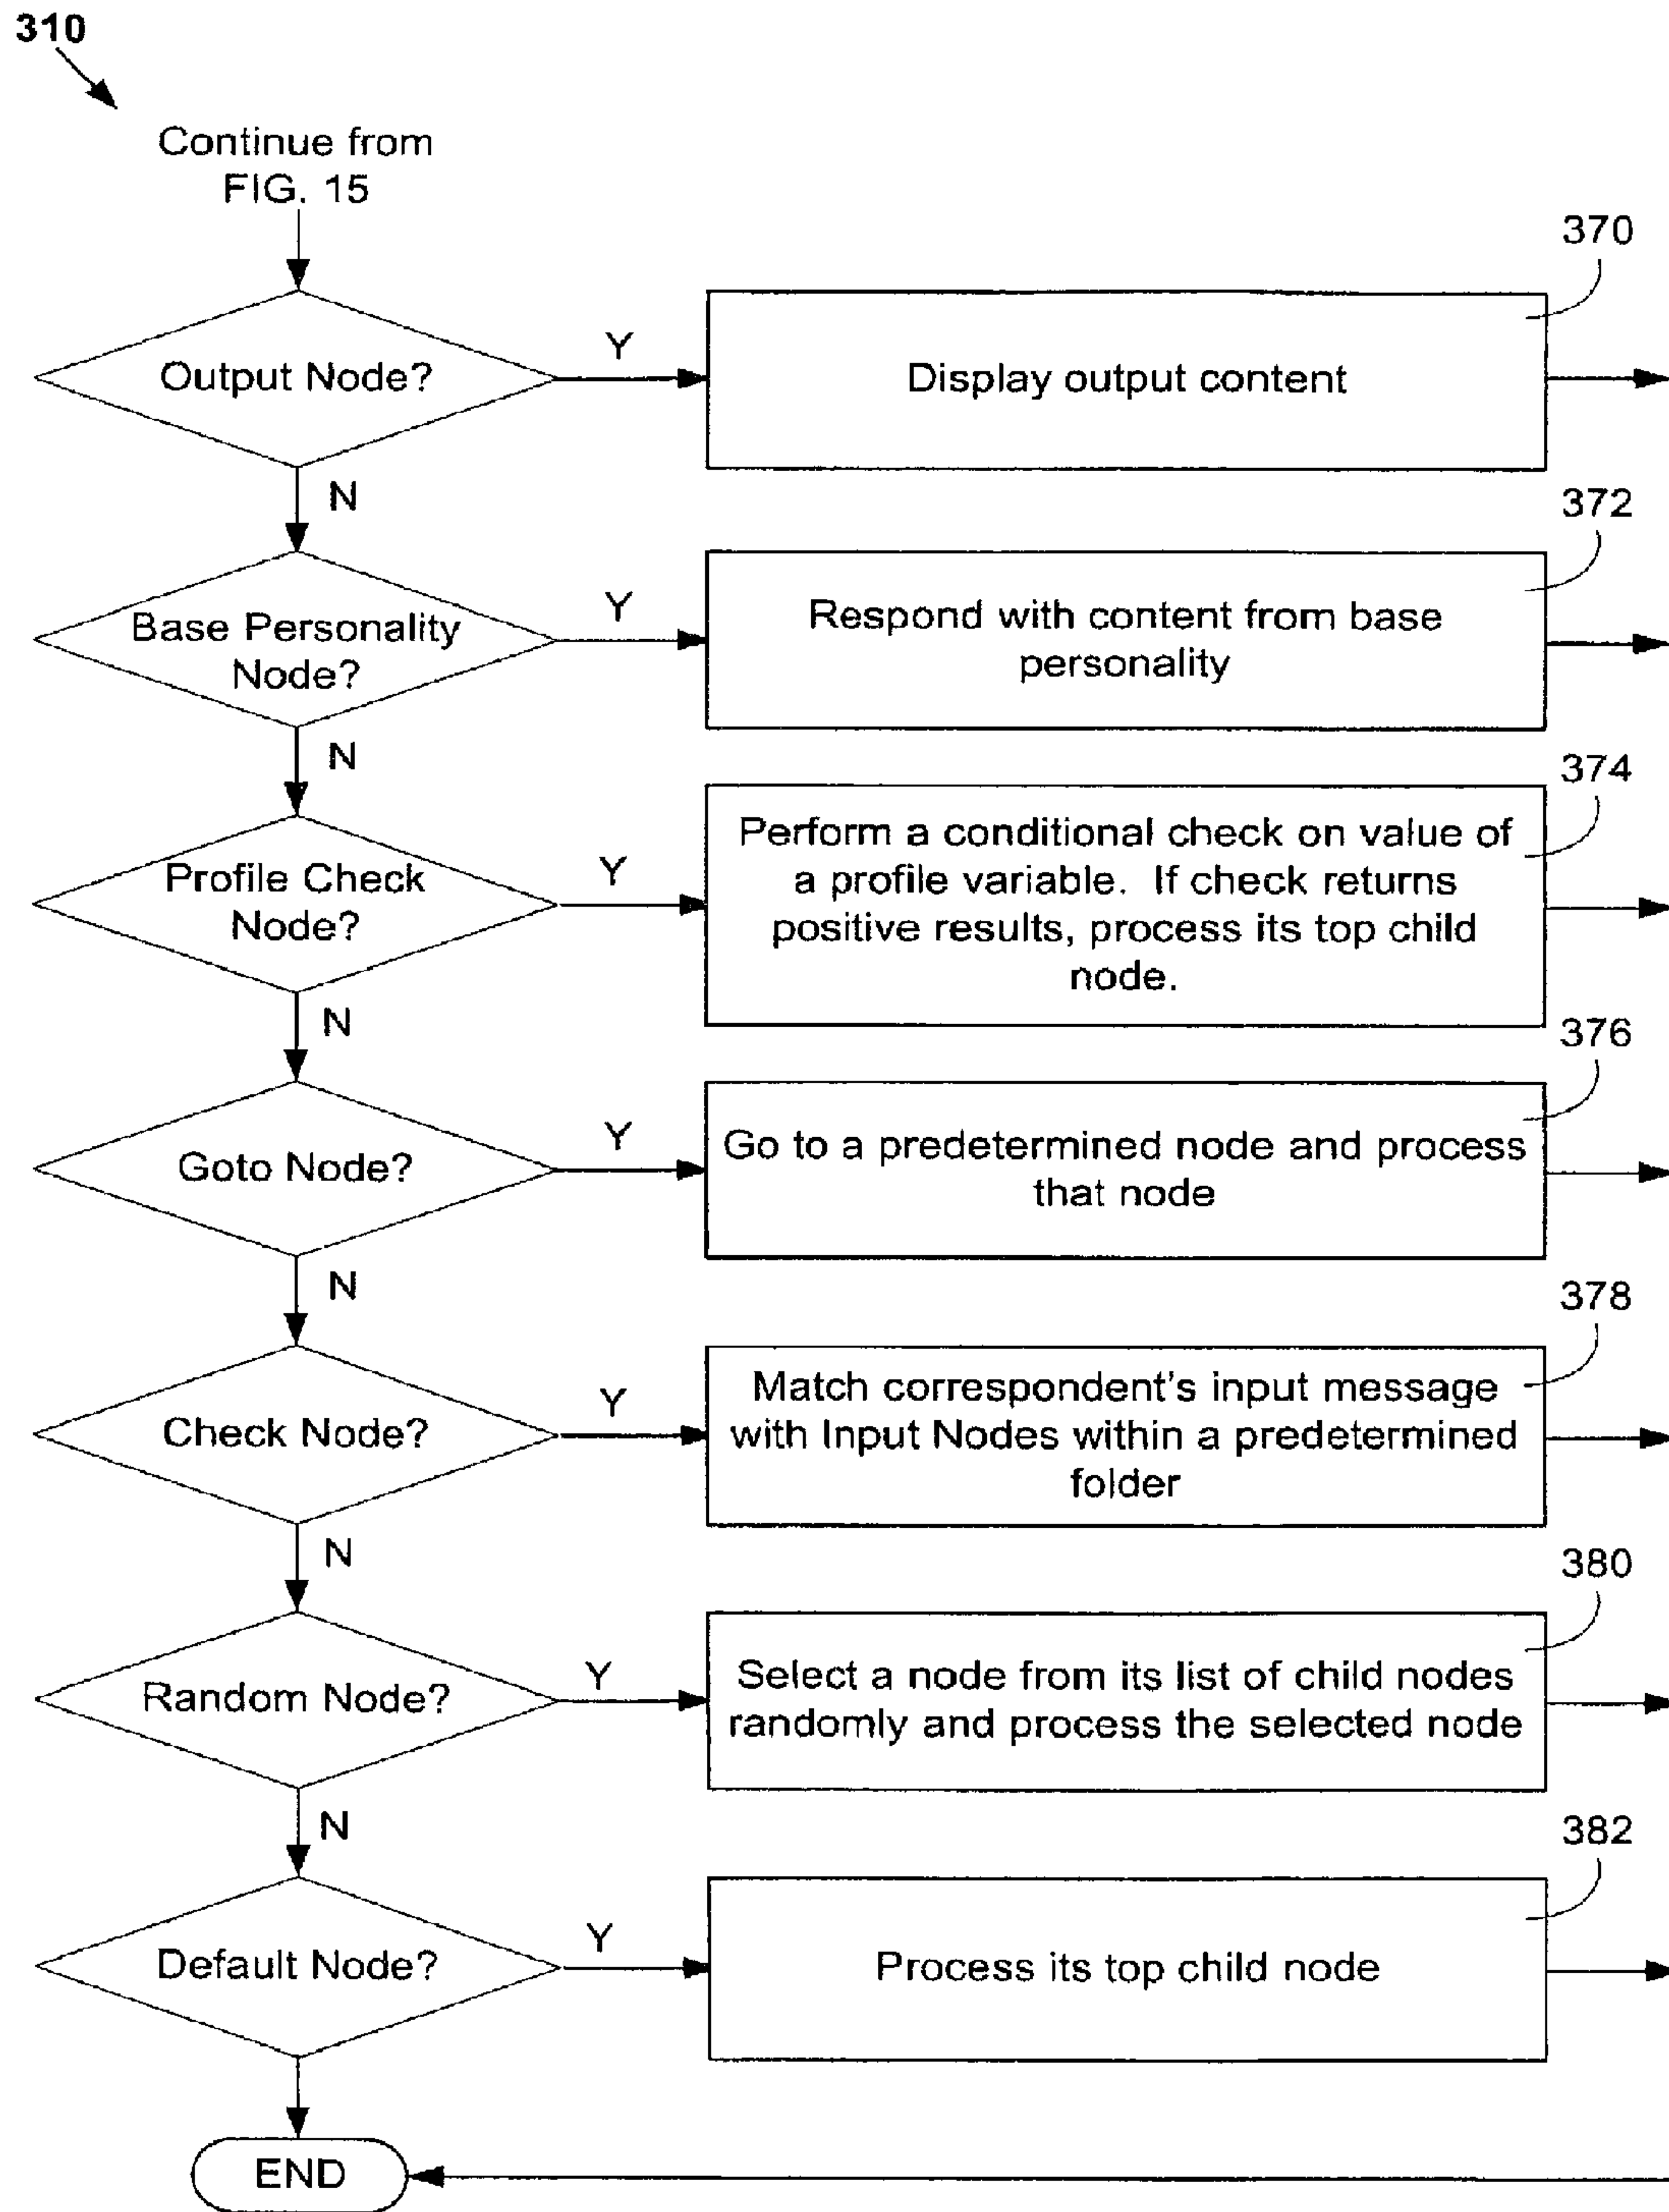 310
Continue from
FIG. 15
370
Output Node?
Y
Display output content
N
372
Base Personality
Node?
Y
Respond with content from base
personality
N
374
Profile Check
Node?
Y
Perform a conditional check on value of
a profile variable.  If check returns
positive results, process its top child
node.
N
376
Goto Node?
Y
Go to a predetermined node and process
that node
N
378
Check Node?
Y
Match correspondent's input message
with Input Nodes within a predetermined
folder
N
380
Random Node?
Y
Select a node from its list of child nodes
randomly and process the selected node
N
382
Default Node?
Y
Process its top child node
END